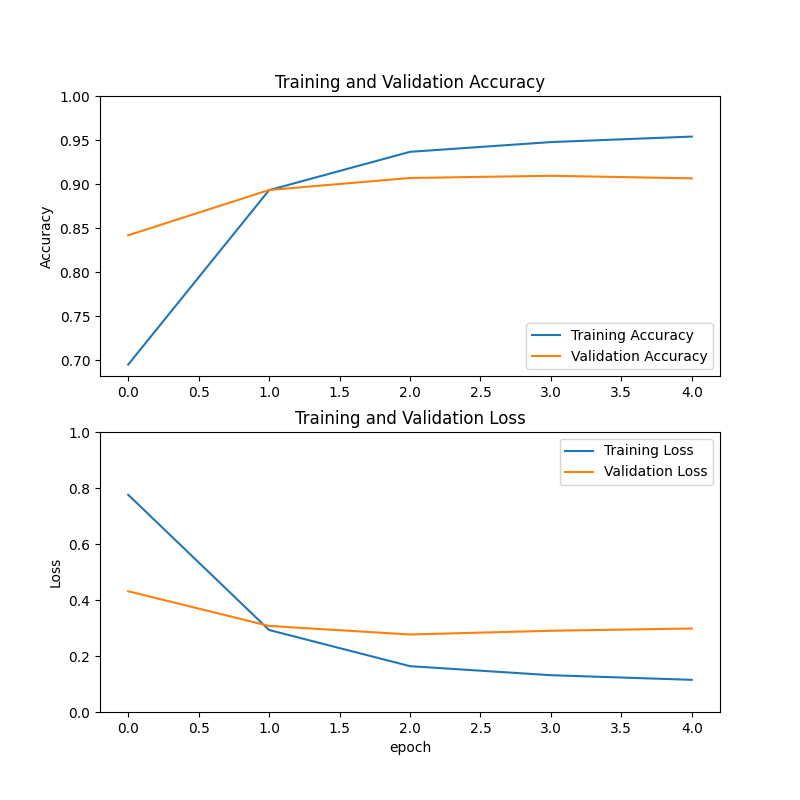 Training and Validation Accuracy
1.00
0.95
0.90
0.85
0.80
0.75
0.70
Accuracy
Training Accuracy
Validation Accuracy
0.0 0.5 1.0 1.5 2.0 2.5 3.0 3.5 4.0
Training and Validation Loss
1.0
0.8
0.6
0.4
0.2
0.0
Loss
Training Loss
Validation Loss
0.0 0.5 1.0 1.5 2.0 2.5 3.0 3.5 4.0
epoch